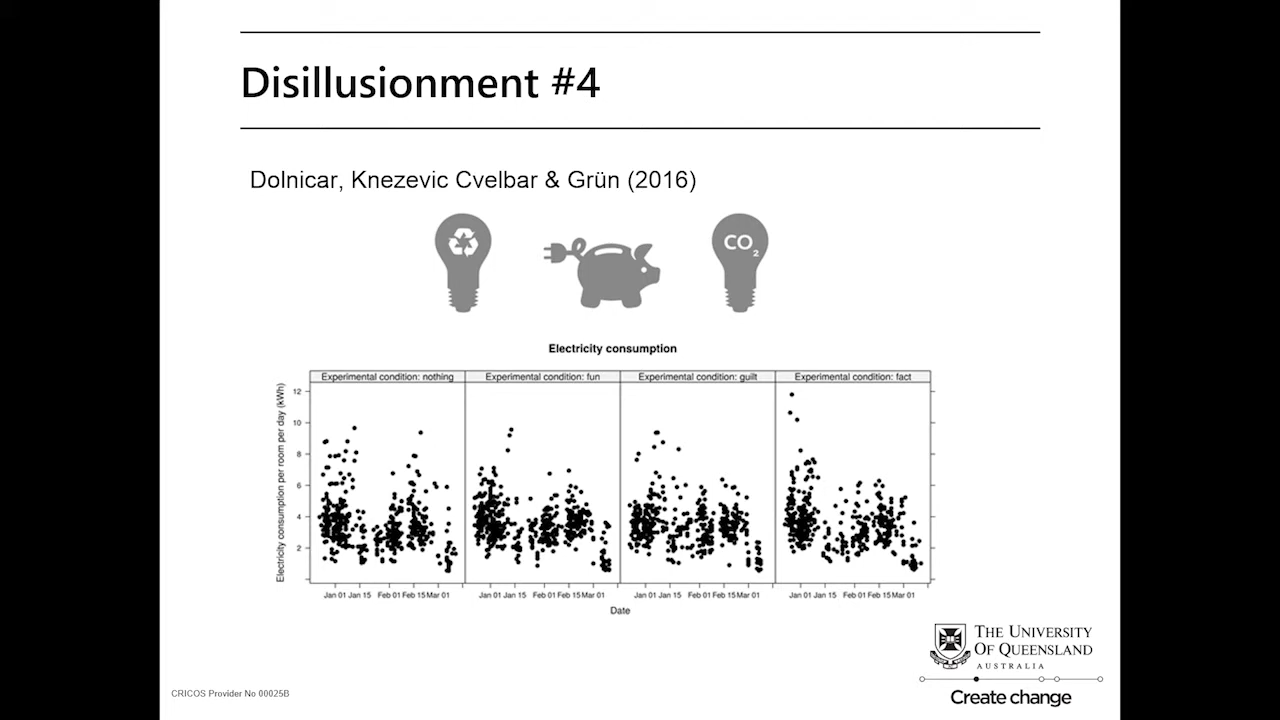 Disillusionment #4
Dolnicar, Knezevic Cvelbar & Grün (2016)
CO2
Electricity consumption
Experimental condition: nothing
Experimental condition: fun
Experimental condition: guilt
Experimental condition: fact
Electricity consumption per room per day (kWh)
12
10
8
6
4
2
Jan 01 Jan 15 Feb 01 Feb 15 Mar 01
Jan 01 Jan 15 Feb 01 Feb 15 Mar 01
Jan 01 Jan 15 Feb 01 Feb 15 Mar 01
Jan 01 Jan 15 Feb 01 Feb 15 Mar 01
Date
THE UNIVERSITY
OF QUEENSLAND
AUSTRALIA
Create change
CRICOS Provider No 00025B